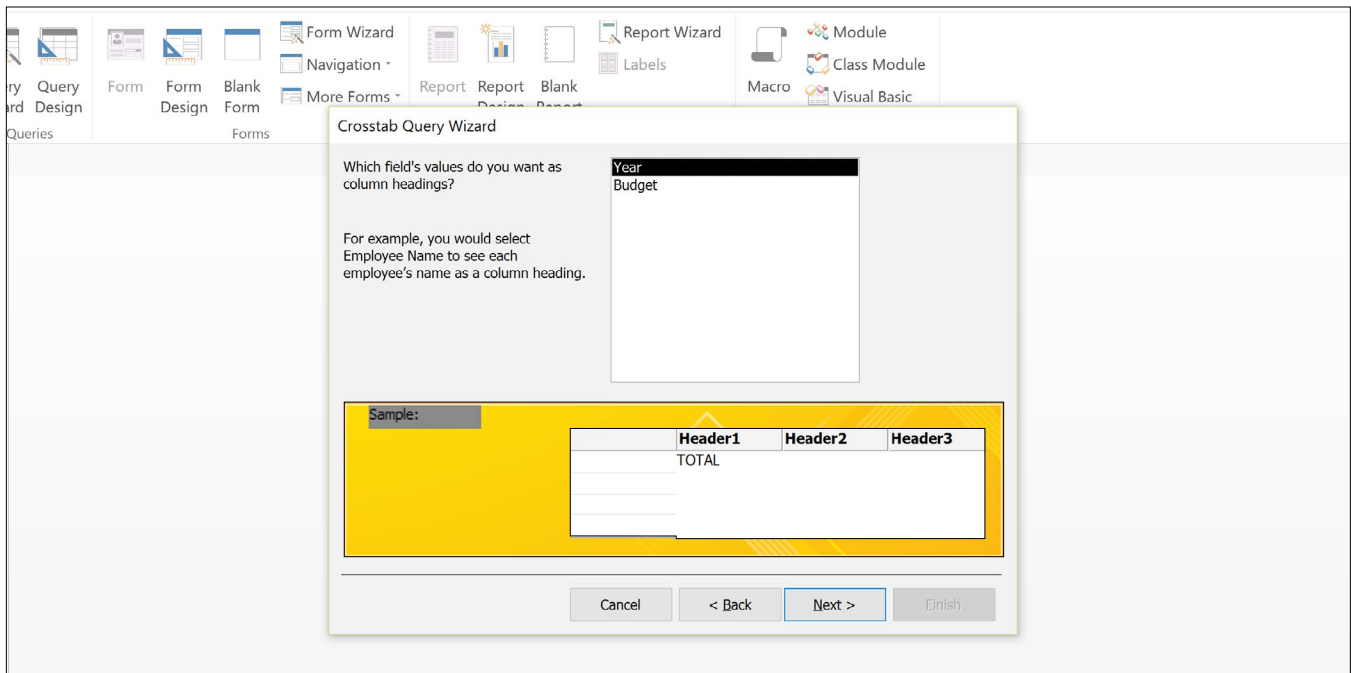 Form Wizard
Report Wizard
Module
Navigation
Labels
Class Module
ry Query
Form
Form
Blank
Report
Report
Blank
Macro
ard Design
Design
Form
More Forms
Design
Report
Visual Basic
Queries
Forms
Crosstab Query Wizard
Which field's values do you want as
column headings?
For example, you would select
Employee Name to see each
employee's name as a column heading.
Year
Budget
Sample:
Header1 Header2 Header3
TOTAL
Cancel
< Back
Next >
Finish